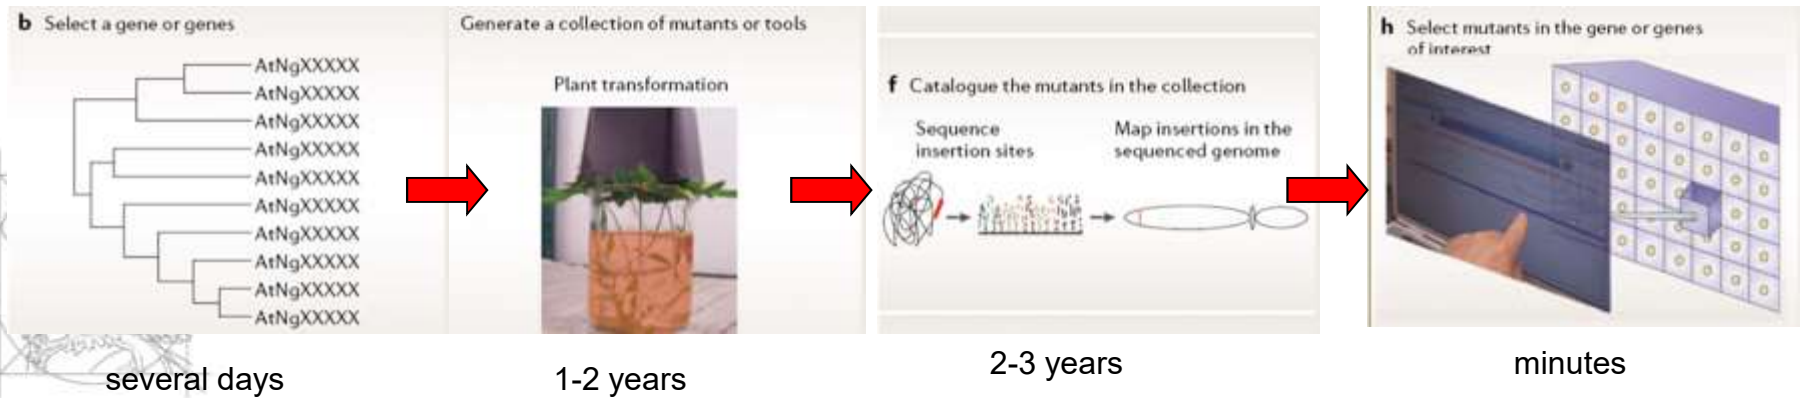 b Select a gene or genes
AtNgXXXXX
AtNgXXXXX
AtNgXXXXX
AtNgXXXXX
AtNgXXXXX
AtNgXXXXX
AtNgXXXXX
AtNgXXXXX
AtNgXXXXX
AtNgXXXXX
several days
Generate a collection of mutants or tools
Plant transformation
1-2 years
f Catalogue the mutants in the collection
Sequence
insertion sites
Map insertions in the
sequenced genome
2-3 years
h Select mutants in the gene or genes
of interest
minutes